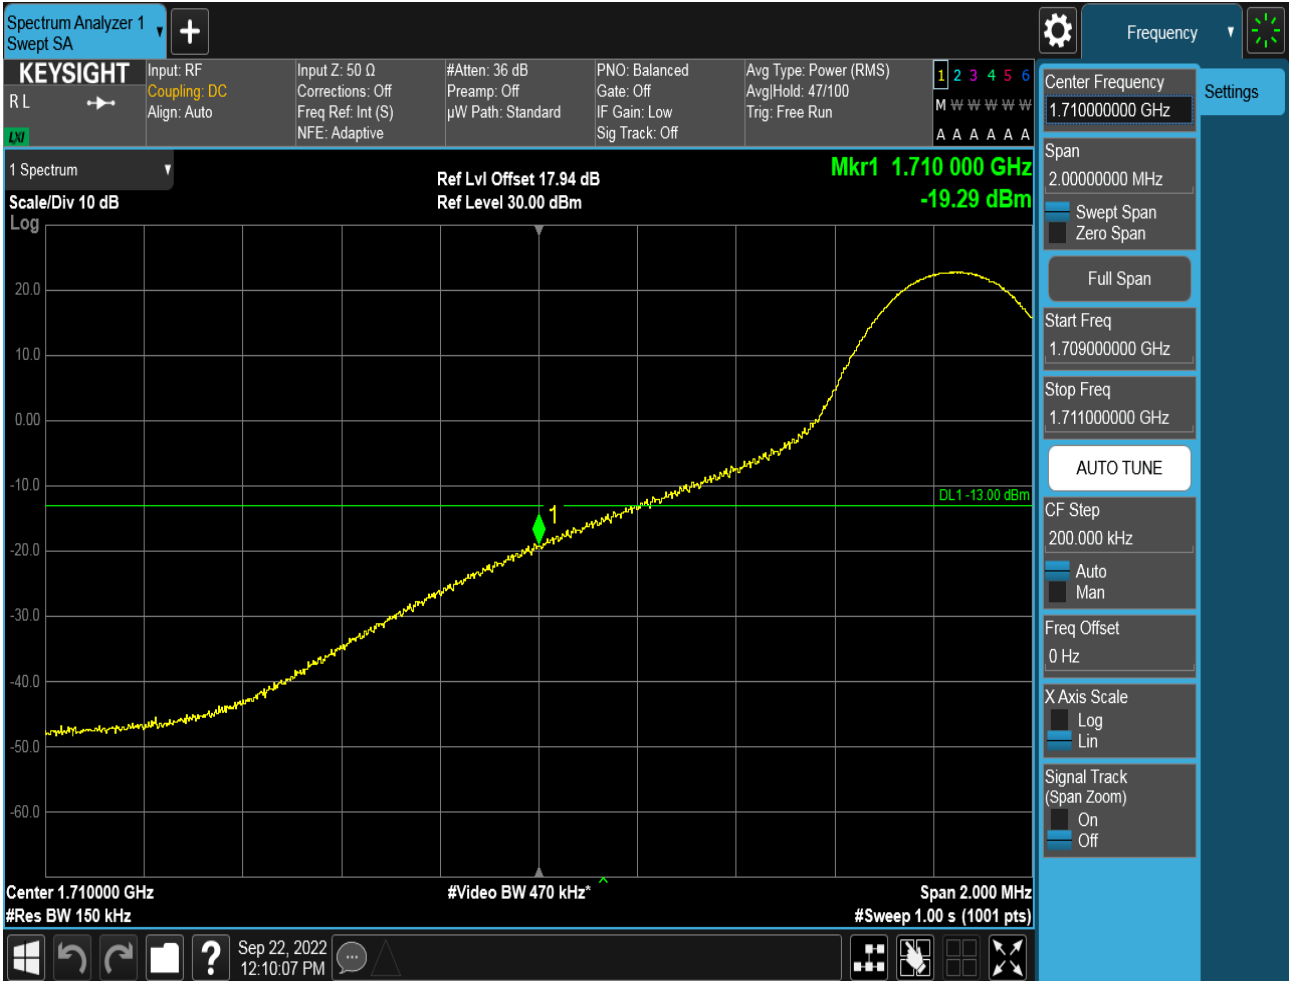 Spectrum Analyzer 1
Swept SA
Frequency
KEYSIGHT
R L
LXI
Input: RF
Coupling: DC
Align: Auto
Input Z: 50 Ω
Corrections: Off
Freq Ref: Int (S)
NFE: Adaptive
#Atten: 36 dB
Preamp: Off
µW Path: Standard
PNO: Balanced
Gate: Off
IF Gain: Low
Sig Track: Off
Avg Type: Power (RMS)
Avg|Hold: 47/100
Trig: Free Run
1 2 3 4 5 6
M W W W W W
A A A A A A
1 Spectrum
Scale/Div 10 dB
Log
Ref Lvl Offset 17.94 dB
Ref Level 30.00 dBm
Mkr1 1.710 000 GHz
-19.29 dBm
20.0
10.0
0.00
-10.0
-20.0
-30.0
-40.0
-50.0
-60.0
DL1 -13.00 dBm
1
Center 1.710000 GHz
#Res BW 150 kHz
#Video BW 470 kHz*
Span 2.000 MHz
#Sweep 1.00 s (1001 pts)
Sep 22, 2022
12:10:07 PM
Center Frequency
1.710000000 GHz
Settings
Span
2.00000000 MHz
Swept Span
Zero Span
Full Span
Start Freq
1.709000000 GHz
Stop Freq
1.711000000 GHz
AUTO TUNE
CF Step
200.000 kHz
Auto
Man
Freq Offset
0 Hz
X Axis Scale
Log
Lin
Signal Track
(Span Zoom)
On
Off